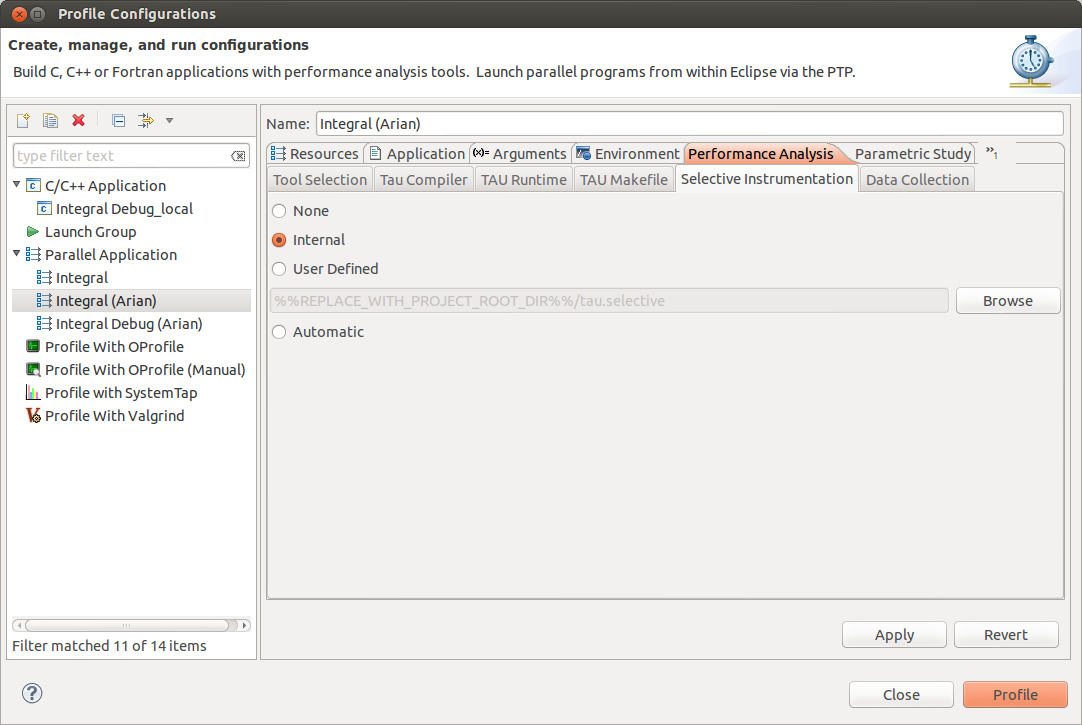 Profile Configurations
Create, manage, and run configurations
Build C, C++ or Fortran applications with performance analysis tools. Launch parallel programs from within Eclipse via the PTP.
type filter text
C/C++ Application
Integral Debug_local
Launch Group
Parallel Application
Integral
Integral (Arian)
Integral Debug (Arian)
Profile With OProfile
Profile With OProfile (Manual)
Profile with SystemTap
Profile With Valgrind
Filter matched 11 of 14 items
Name: Integral (Arian)
Resources Application (x)= Arguments Environment Performance Analysis Parametric Study »1
Tool Selection Tau Compiler TAU Runtime TAU Makefile Selective Instrumentation Data Collection
None
Internal
User Defined
%%REPLACE_WITH_PROJECT_ROOT_DIR%%/tau.selective Browse
Automatic
Apply Revert
? Close Profile